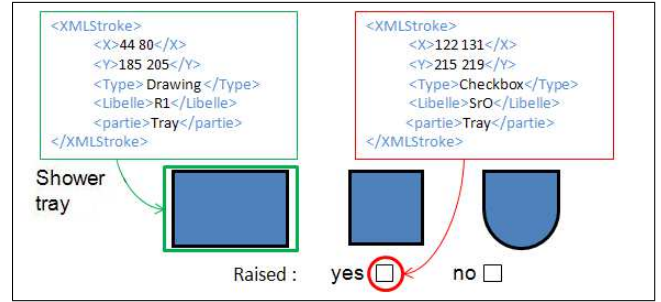 <XMLStroke>
<X>44 80</X>
<Y>185 205</Y>
<Type> Drawing </Type>
<Libelle>R1</Libelle>
<partie>Tray</partie>
</XMLStroke>
<XMLStroke>
<X>122 131</X>
<Y>215 219</Y>
<Type>Checkbox</Type>
<Libelle>SrO</Libelle>
<partie>Tray</partie>
</XMLStroke>
Shower
tray
Raised : yes no